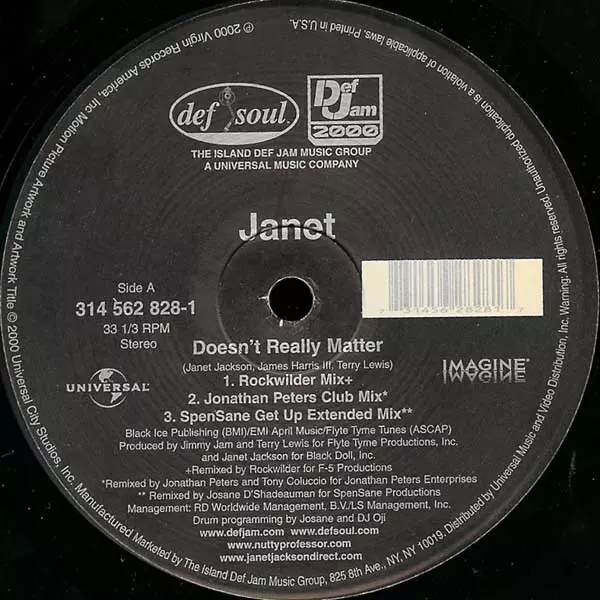 ℗ 2000 Virgin Records America, Inc Motion Picture Artwork and Artwork Title © 2000 Universal City Studios, Inc. Manufactured Marketed by The Island Def Jam Music Group, 825 8th Ave., NY, NY 10019. Distributed by Universal Music and Video Distribution, Inc. Warning: All rights reserved. Unauthorized duplication is a violation of applicable laws. Printed in U.S.A.
def soul.
Def Jam 2000
THE ISLAND DEF JAM MUSIC GROUP
A UNIVERSAL MUSIC COMPANY
Janet
Side A
314 562 828-1
33 1/3 RPM
Stereo
7 31456 28281 7
UNIVERSAL
IMAGINE
Doesn't Really Matter
(Janet Jackson, James Harris III, Terry Lewis)
1. Rockwilder Mix+
2. Jonathan Peters Club Mix*
3. SpenSane Get Up Extended Mix**
Black Ice Publishing (BMI)/EMI April Music/Flyte Tyme Tunes (ASCAP)
Produced by Jimmy Jam and Terry Lewis for Flyte Tyme Productions, Inc.
and Janet Jackson for Black Doll, Inc.
+Remixed by Rockwilder for F-5 Productions
*Remixed by Jonathan Peters and Tony Coluccio for Jonathan Peters Enterprises
** Remixed by Josane D'Shadeauman for SpenSane Productions
Management: RD Worldwide Management, B.V./LS Management, Inc.
Drum programming by Josane and DJ Oji
www.defjam.com www.defsoul.com
www.nuttyprofessor.com
www.janetjacksondirect.com